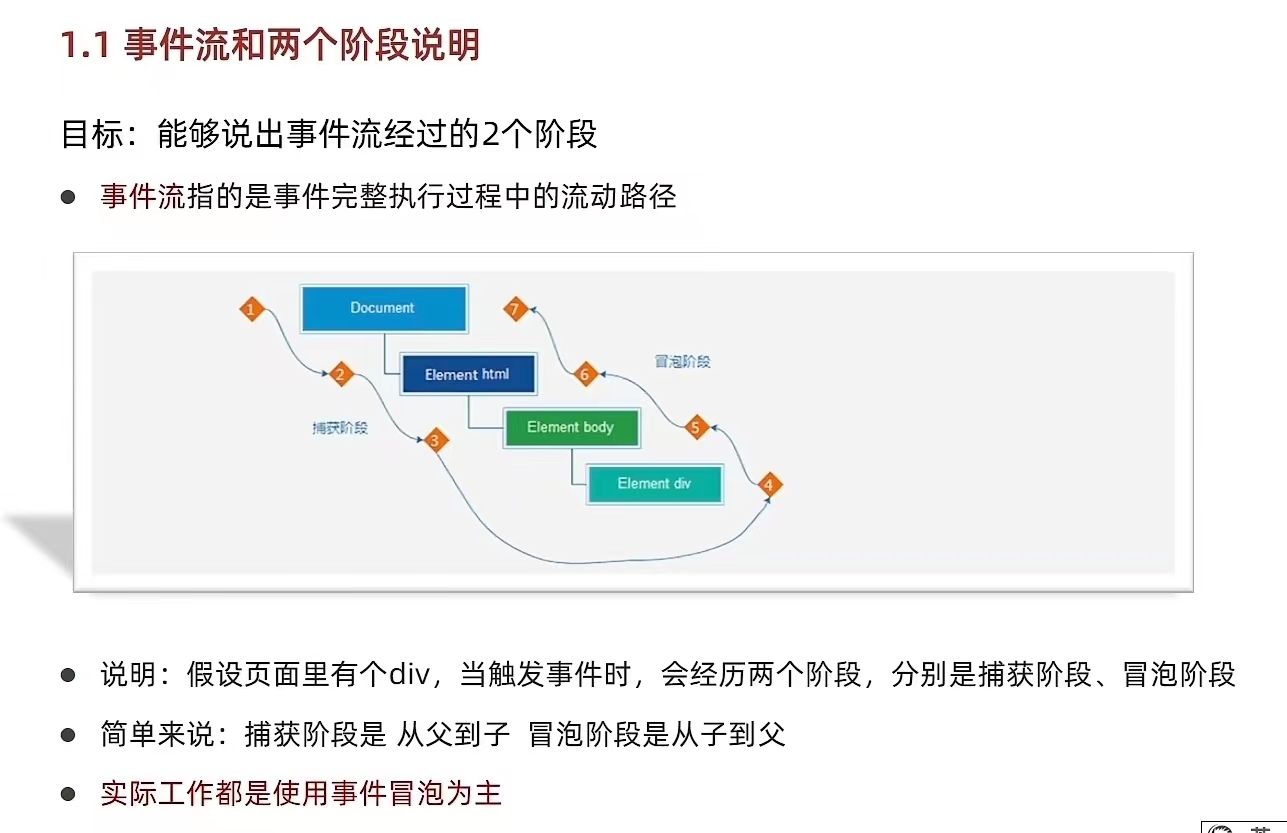 1.1 事件流和两个阶段说明
目标：能够说出事件流经过的2个阶段
● 事件流指的是事件完整执行过程中的流动路径
1
Document
7
2
Element html
6
冒泡阶段
捕获阶段
3
Element body
5
Element div
4
● 说明：假设页面里有个div，当触发事件时，会经历两个阶段，分别是捕获阶段、冒泡阶段
● 简单来说：捕获阶段是 从父到子 冒泡阶段是从子到父
● 实际工作都是使用事件冒泡为主